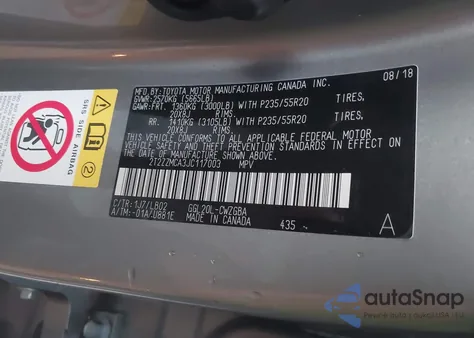 MFD.BY:TOYOTA MOTOR MANUFACTURING CANADA INC. 08/18
GVWR:2570KG (5665LB)
GAWR:FRT. 1360KG (3000LB) WITH P235/55R20 TIRES,
20X8J RIMS.
RR. 1410KG (3105LB) WITH P235/55R20 TIRES,
20X8J RIMS.
THIS VEHICLE CONFORMS TO ALL APPLICABLE FEDERAL MOTOR
VEHICLE SAFETY AND THEFT PREVENTION STANDARDS IN EFFECT ON
THE DATE OF MANUFACTURE SHOWN ABOVE.
2T2ZZMCA3JC117003 MPV
C/TR:1J7/LB02 GGL20L-CWZGBA
A/TM:-01A/U881E MADE IN CANADA 435 A
SRS SIDE AIRBAG
autoSnap